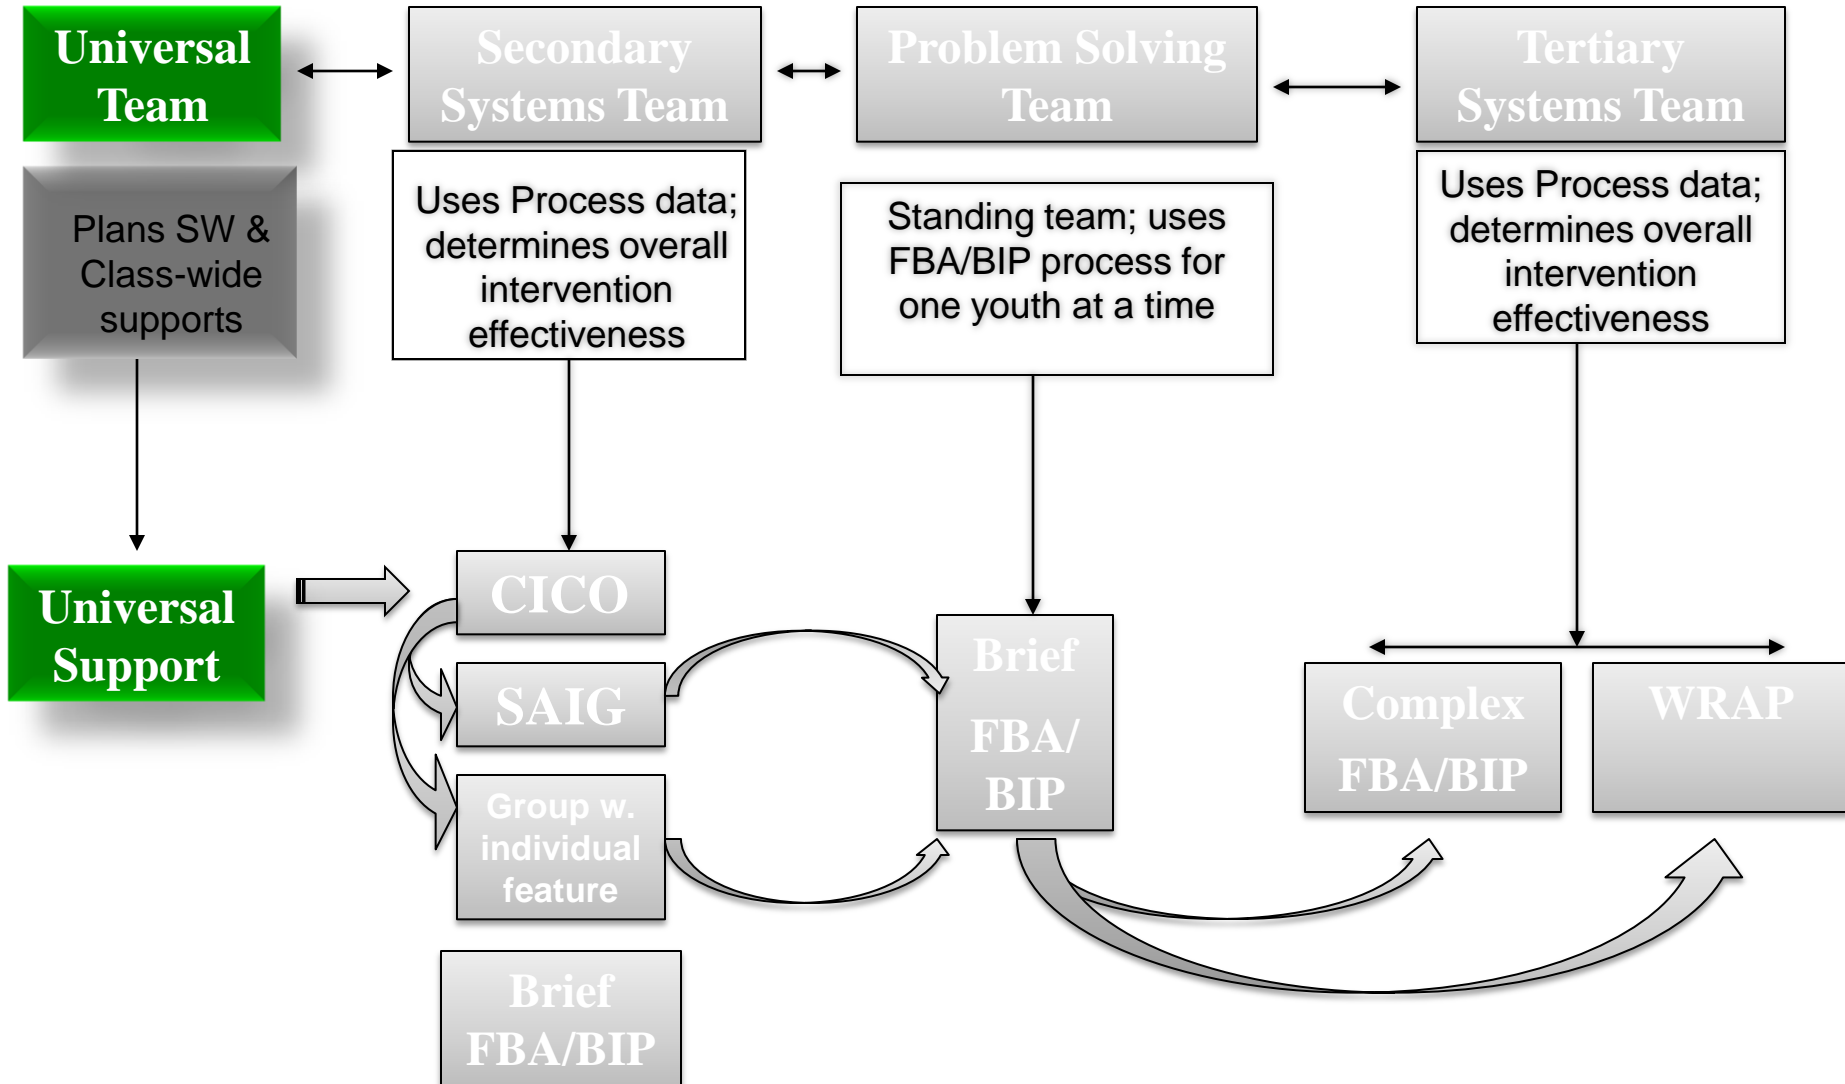 Universal
Team
Secondary
Systems Team
Problem Solving
Team
Tertiary
Systems Team
Plans SW &
Class-wide
supports
Uses Process data;
determines overall
intervention
effectiveness
Standing team; uses
FBA/BIP process for
one youth at a time
Uses Process data;
determines overall
intervention
effectiveness
Universal
Support
CICO
SAIG
Group w.
individual
feature
Brief
FBA/BIP
Brief
FBA/
BIP
Complex
FBA/BIP
WRAP